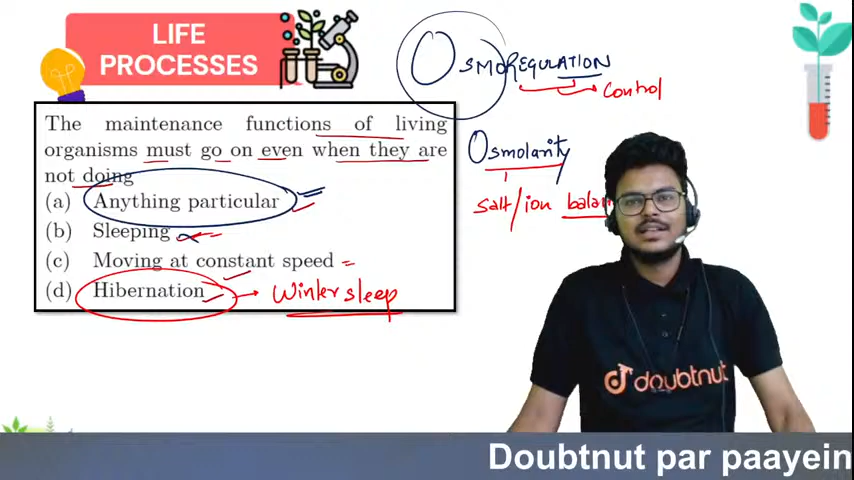 LIFE
PROCESSES
OSMOREGULATION
Control
The maintenance functions of living
organisms must go on even when they are
not doing
(a) Anything particular
(b) Sleeping
(c) Moving at constant speed
(d) Hibernation
Winter sleep
Osmolarity
Salt/ion balan
doubtnut
Doubtnut par paayein